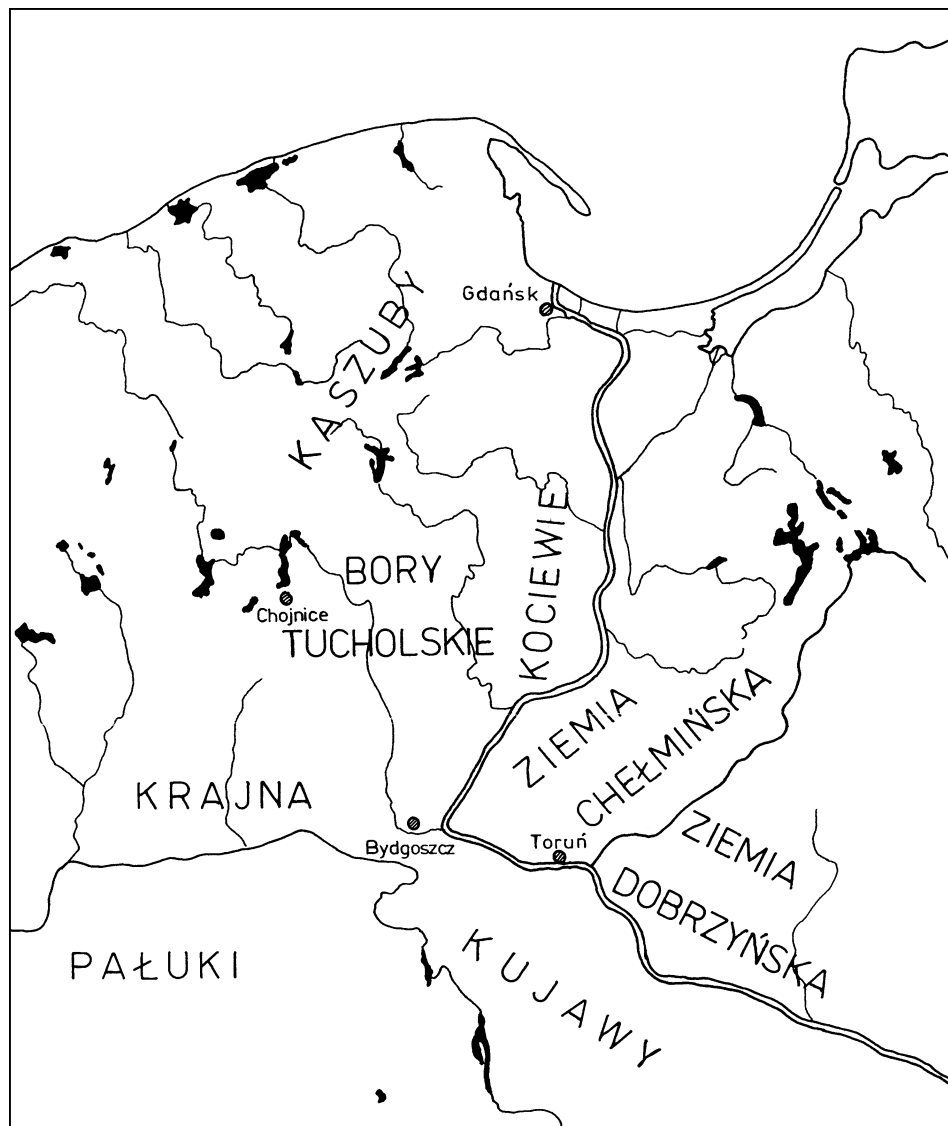 Gdańsk
KASZUBY
KOCIEWIE
BORY
TUCHOLSKIE
Chojnice
ZIEMIA
CHEŁMIŃSKA
KRAJNA
Bydgoszcz
Toruń
ZIEMIA
DOBRZYŃSKA
PAŁUKI
KUJAWY